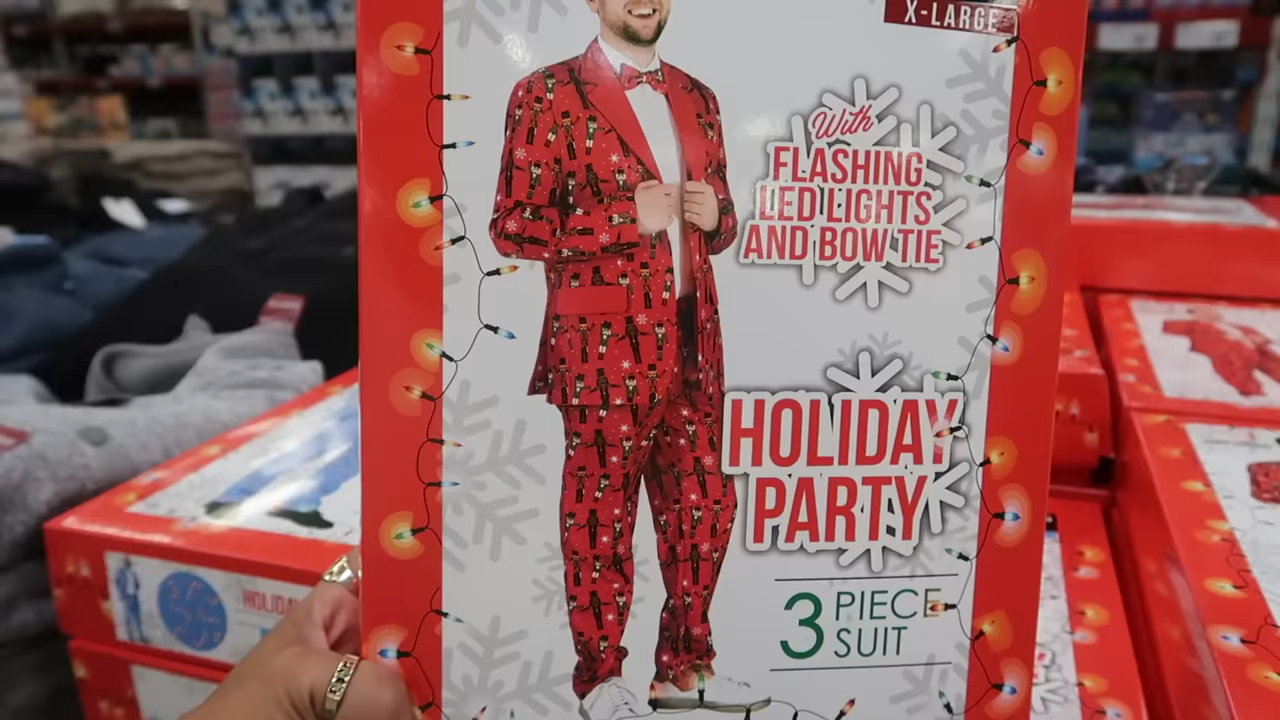 X-LARGE
With
FLASHING
LED LIGHTS
AND BOW TIE
HOLIDAY
PARTY
3 PIECE
SUIT